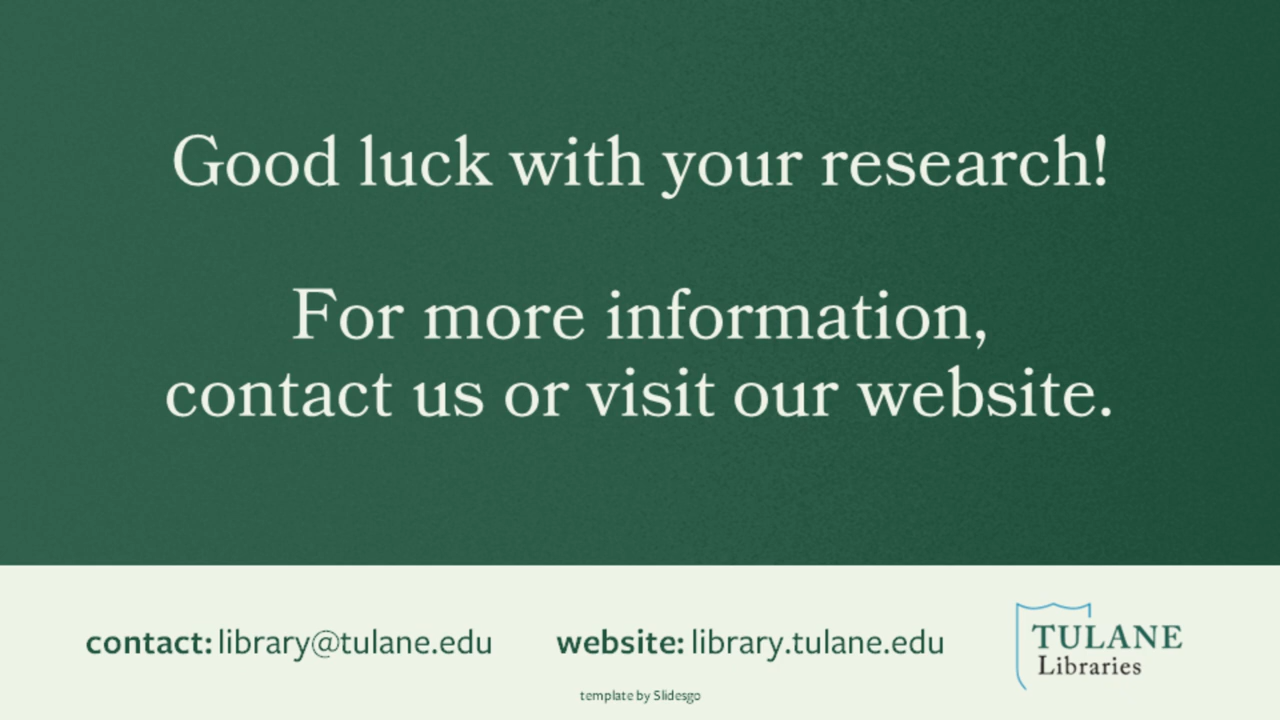 Good luck with your research!
For more information,
contact us or visit our website.
contact: library@tulane.edu
website: library.tulane.edu
TULANE
Libraries
template by Slidesgo